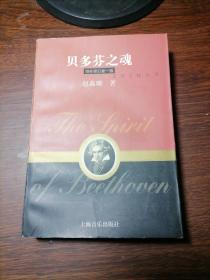 贝多芬之魂
赵鑫珊 著
The Spirit
of Beethoven
上海音乐出版社